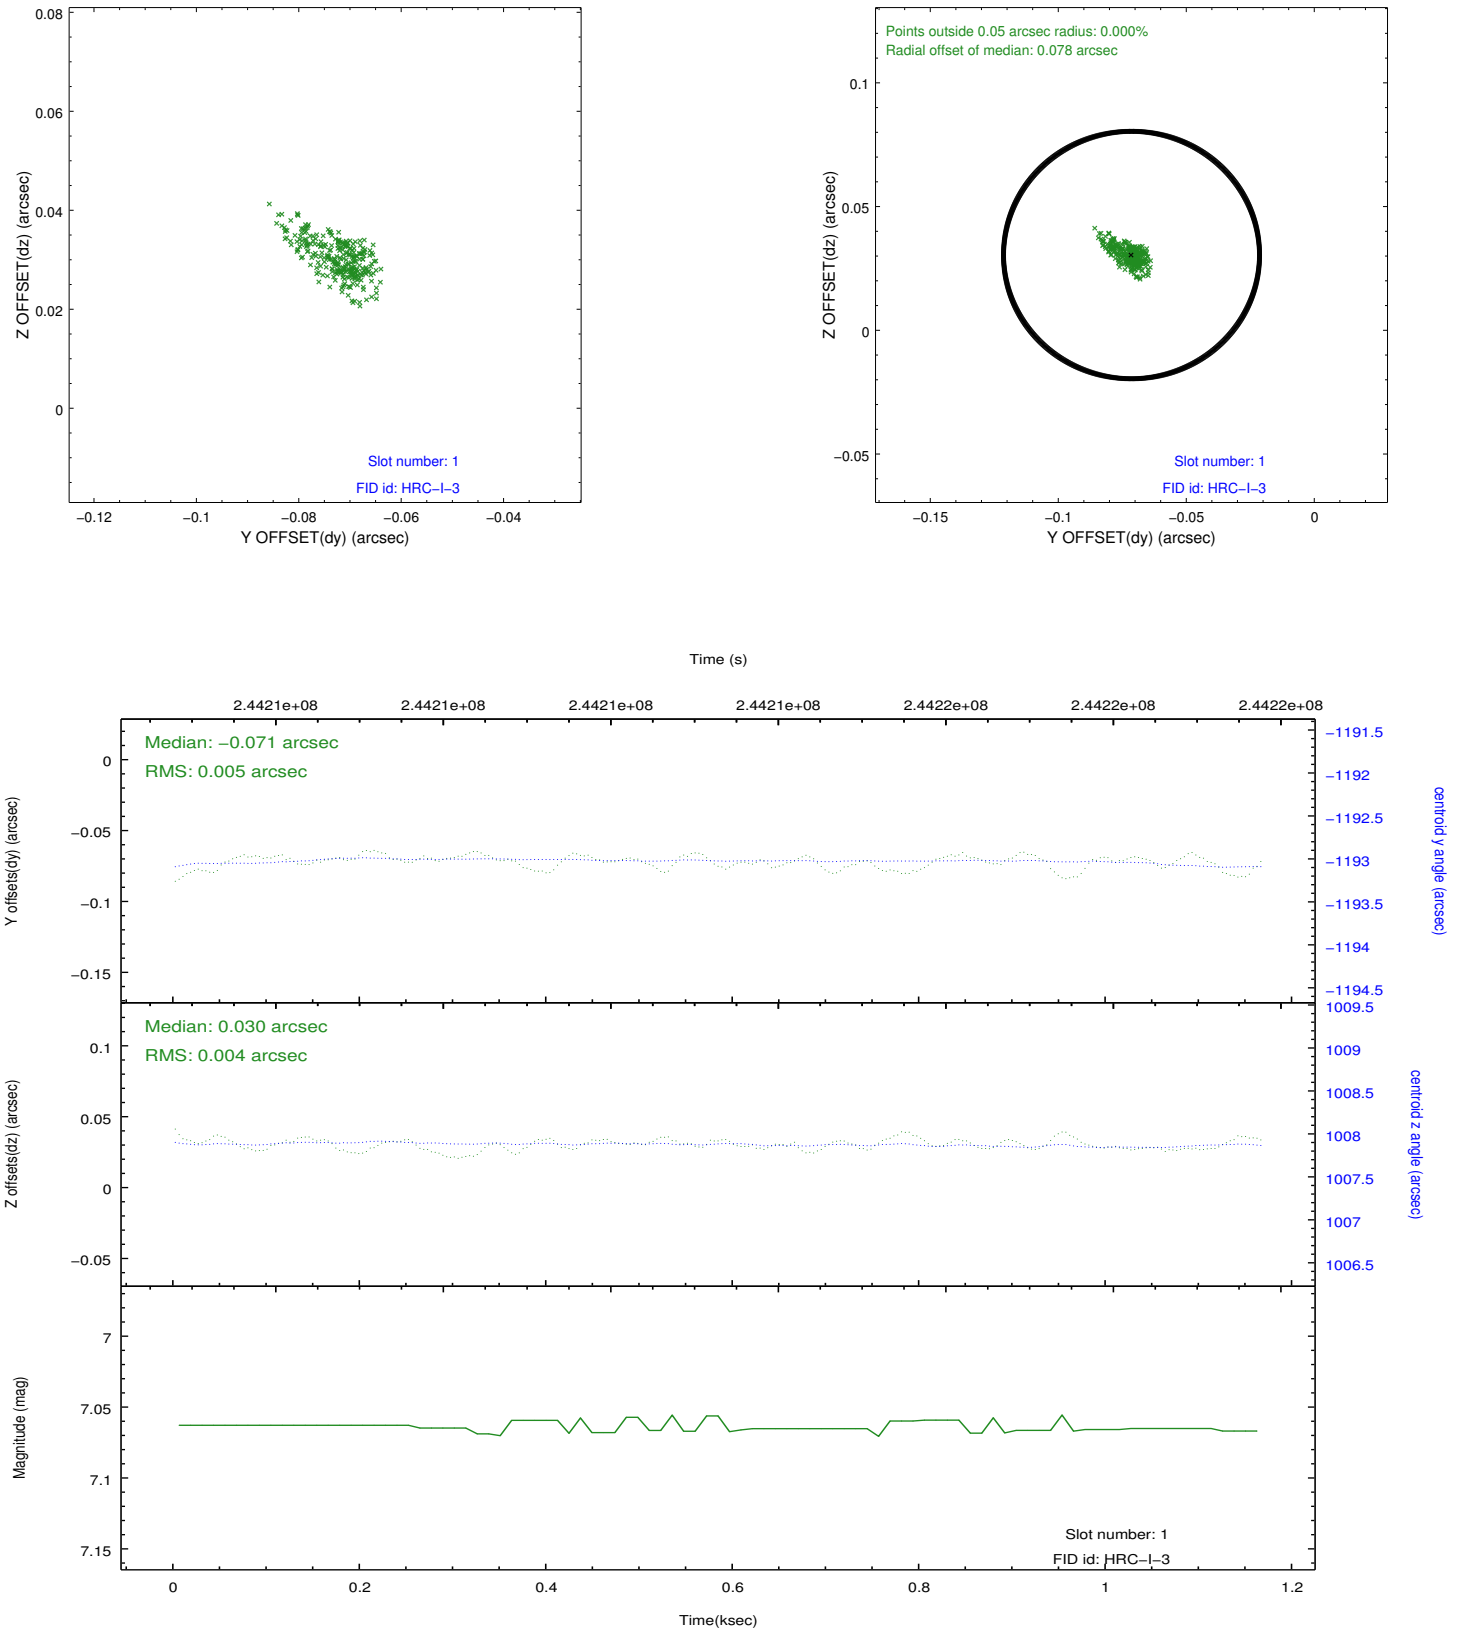 0.08
0.06
0.04
0.02
0
Z OFFSET(dz) (arcsec)
Slot number: 1
FID id: HRC−I−3
−0.12
−0.1
−0.08
−0.06
−0.04
Y OFFSET(dy) (arcsec)
Points outside 0.05 arcsec radius: 0.000%
Radial offset of median: 0.078 arcsec
0.1
0.05
0
−0.05
Z OFFSET(dz) (arcsec)
Slot number: 1
FID id: HRC−I−3
−0.15
−0.1
−0.05
0
Y OFFSET(dy) (arcsec)
Time (s)
2.4421e+08
2.4421e+08
2.4421e+08
2.4421e+08
2.4422e+08
2.4422e+08
2.4422e+08
Median: −0.071 arcsec
RMS: 0.005 arcsec
0
−0.05
−0.1
−0.15
Y offsets(dy) (arcsec)
−1191.5
−1192
−1192.5
−1193
−1193.5
−1194
−1194.5
centroid y angle (arcsec)
Median: 0.030 arcsec
RMS: 0.004 arcsec
0.1
0.05
0
−0.05
Z offsets(dz) (arcsec)
1009.5
1009
1008.5
1008
1007.5
1007
1006.5
centroid z angle (arcsec)
7
7.05
7.1
7.15
Magnitude (mag)
Slot number: 1
FID id: HRC−I−3
0
0.2
0.4
0.6
0.8
1
1.2
Time(ksec)